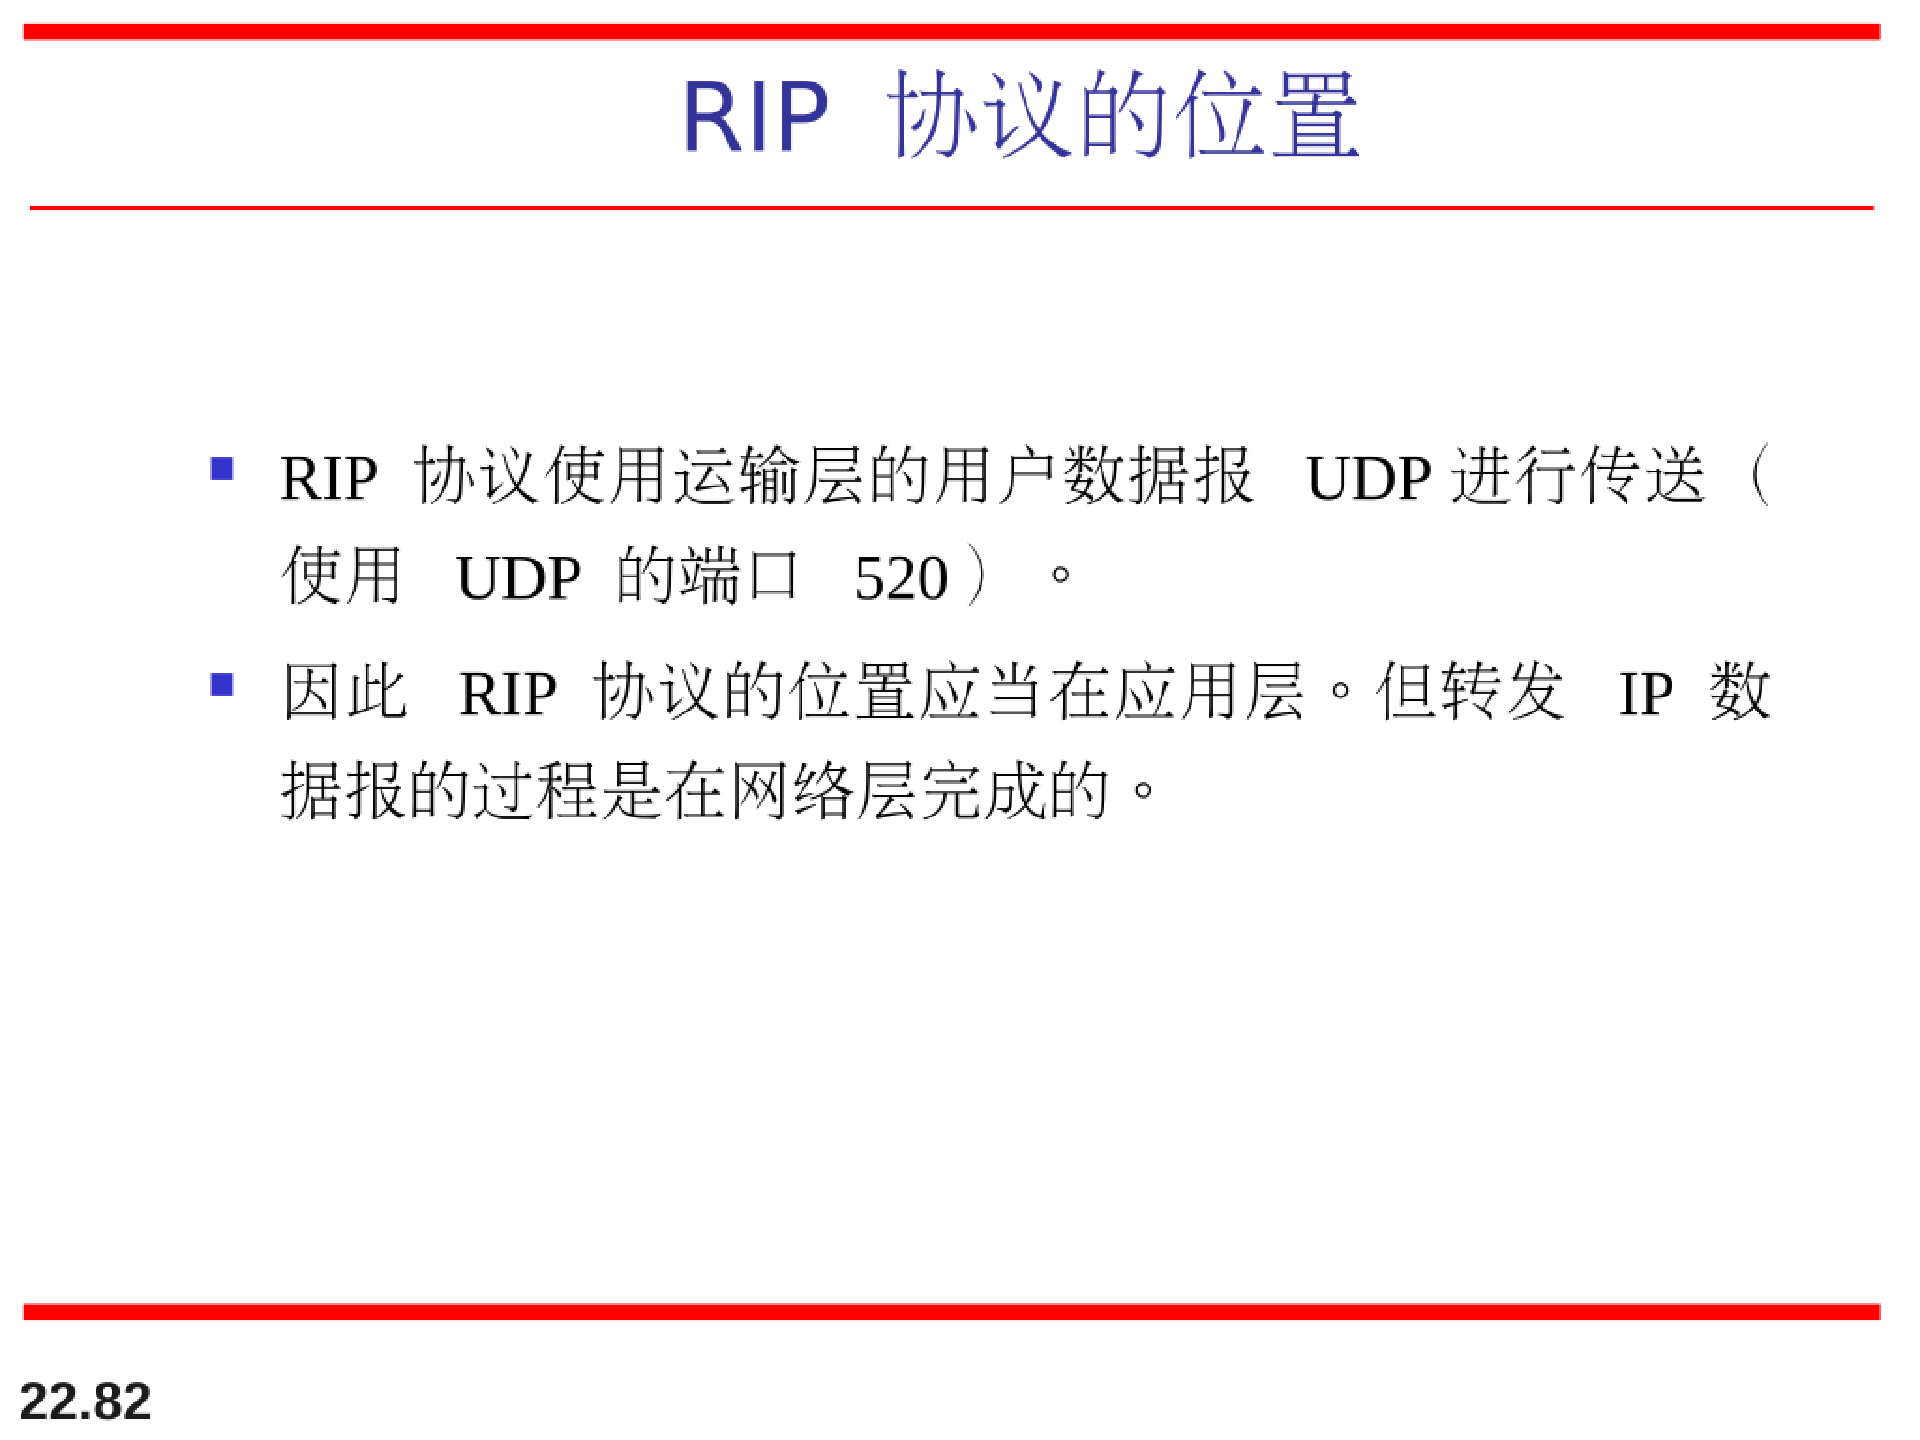 RIP 协议的位置
RIP 协议使用运输层的用户数据报 UDP 进行传送（
使用 UDP 的端口 520）。
因此 RIP 协议的位置应当在应用层。但转发 IP 数
据报的过程是在网络层完成的。
22.82